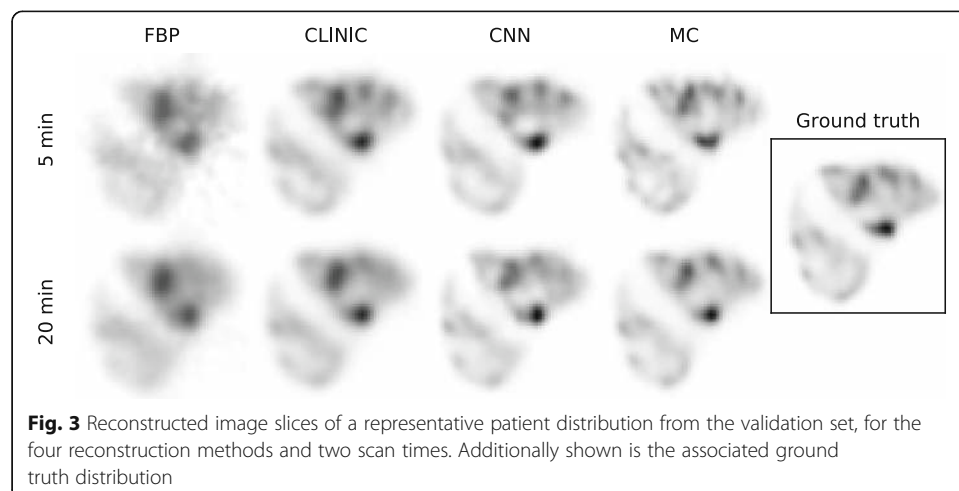 FBP CLINIC CNN MC
5 min
Ground truth
20 min
Fig. 3 Reconstructed image slices of a representative patient distribution from the validation set, for the
four reconstruction methods and two scan times. Additionally shown is the associated ground
truth distribution